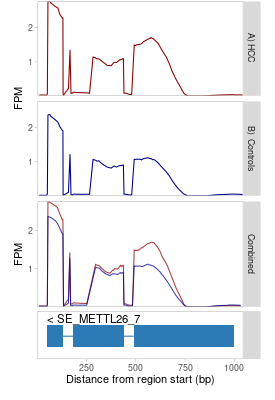 2
1
A) HCC
FPM
2
1
B) Controls
2
1
FPM
Combined
< SE_METTL26_7
250
500
750
1000
Distance from region start (bp)